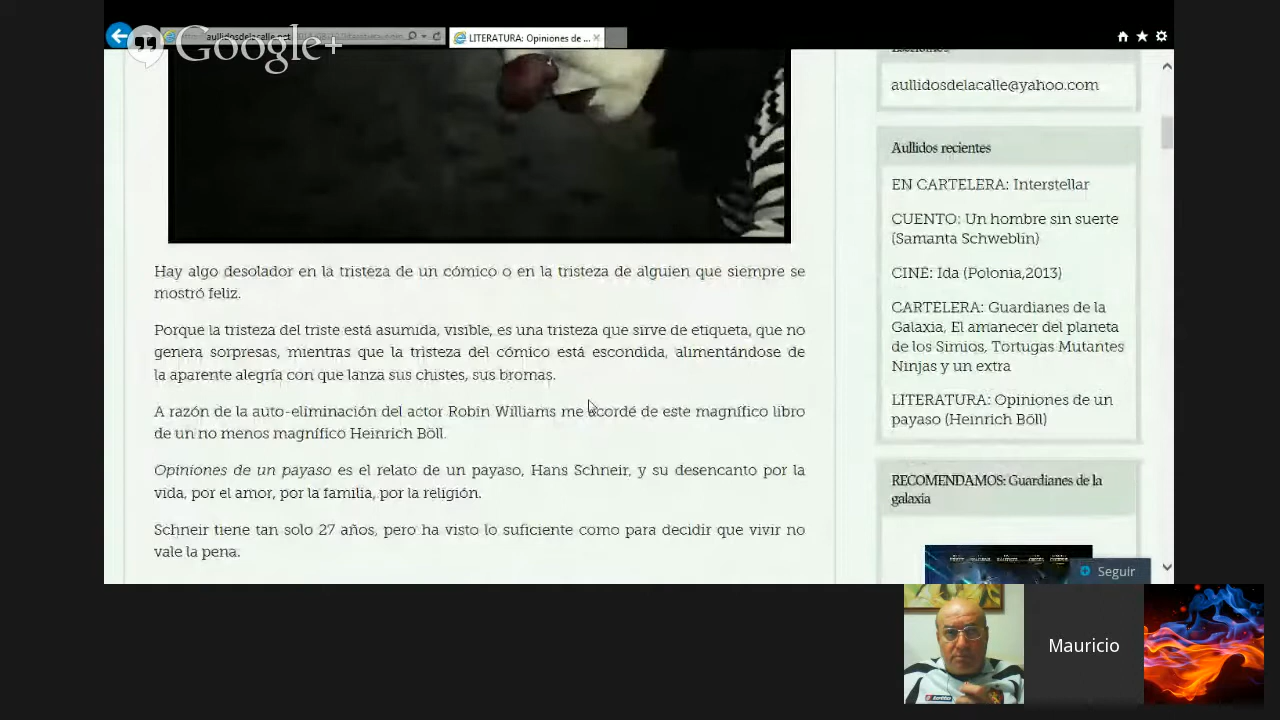 Google+
aullidosdelacalle.net
LITERATURA: Opiniones de ...
Hay algo desolador en la tristeza de un cómico o en la tristeza de alguien que siempre se
mostró feliz.
Porque la tristeza del triste está asumida, visible, es una tristeza que sirve de etiqueta, que no
genera sorpresas, mientras que la tristeza del cómico está escondida, alimentándose de
la aparente alegría con que lanza sus chistes, sus bromas.
A razón de la auto-eliminación del actor Robin Williams me acordé de este magnífico libro
de un no menos magnífico Heinrich Böll.
Opiniones de un payaso es el relato de un payaso, Hans Schneir, y su desencanto por la
vida, por el amor, por la familia, por la religión.
Schneir tiene tan solo 27 años, pero ha visto lo suficiente como para decidir que vivir no
vale la pena.
aullidosdelacalle@yahoo.com
Aullidos recientes
EN CARTELERA: Interstellar
CUENTO: Un hombre sin suerte
(Samanta Schweblin)
CINE: Ida (Polonia,2013)
CARTELERA: Guardianes de la
Galaxia, El amanecer del planeta
de los Simios, Tortugas Mutantes
Ninjas y un extra
LITERATURA: Opiniones de un
payaso (Heinrich Böll)
RECOMENDAMOS: Guardianes de la
galaxia
Seguir
Mauricio